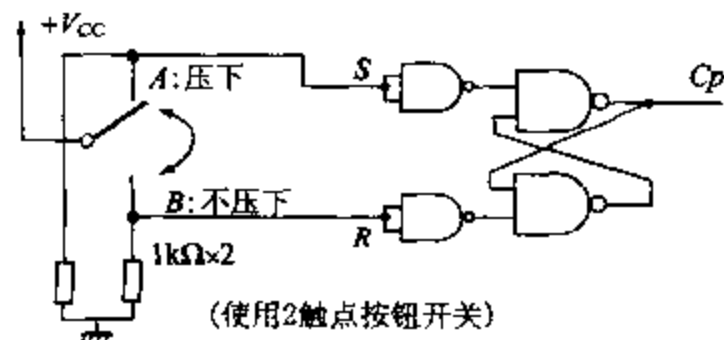 +VCC
A:压下
S
Cp
B:不压下
R
1kΩ×2
(使用2触点按钮开关)